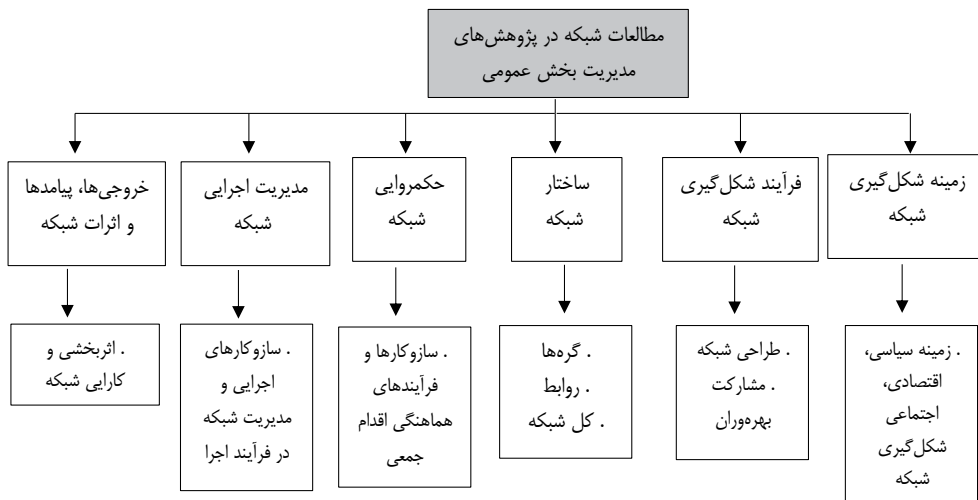 مطالعات شبکه در پژوهش‌های
مدیریت بخش عمومی
زمینه شکل‌گیری
شبکه
فرآیند شکل‌گیری
شبکه
ساختار
شبکه
حکمروایی
شبکه
مدیریت اجرایی
شبکه
خروجی‌ها، پیامدها
و اثرات شبکه
. زمینه سیاسی،
اقتصادی،
اجتماعی
شکل‌گیری
شبکه
. طراحی شبکه
. مشارکت
بهره‌وران
. گره‌ها
. روابط
. کل شبکه
. سازوکارها و
فرآیندهای
هماهنگی اقدام
جمعی
. سازوکارهای
اجرایی و
مدیریت شبکه
در فرآیند اجرا
. اثربخشی و
کارایی شبکه